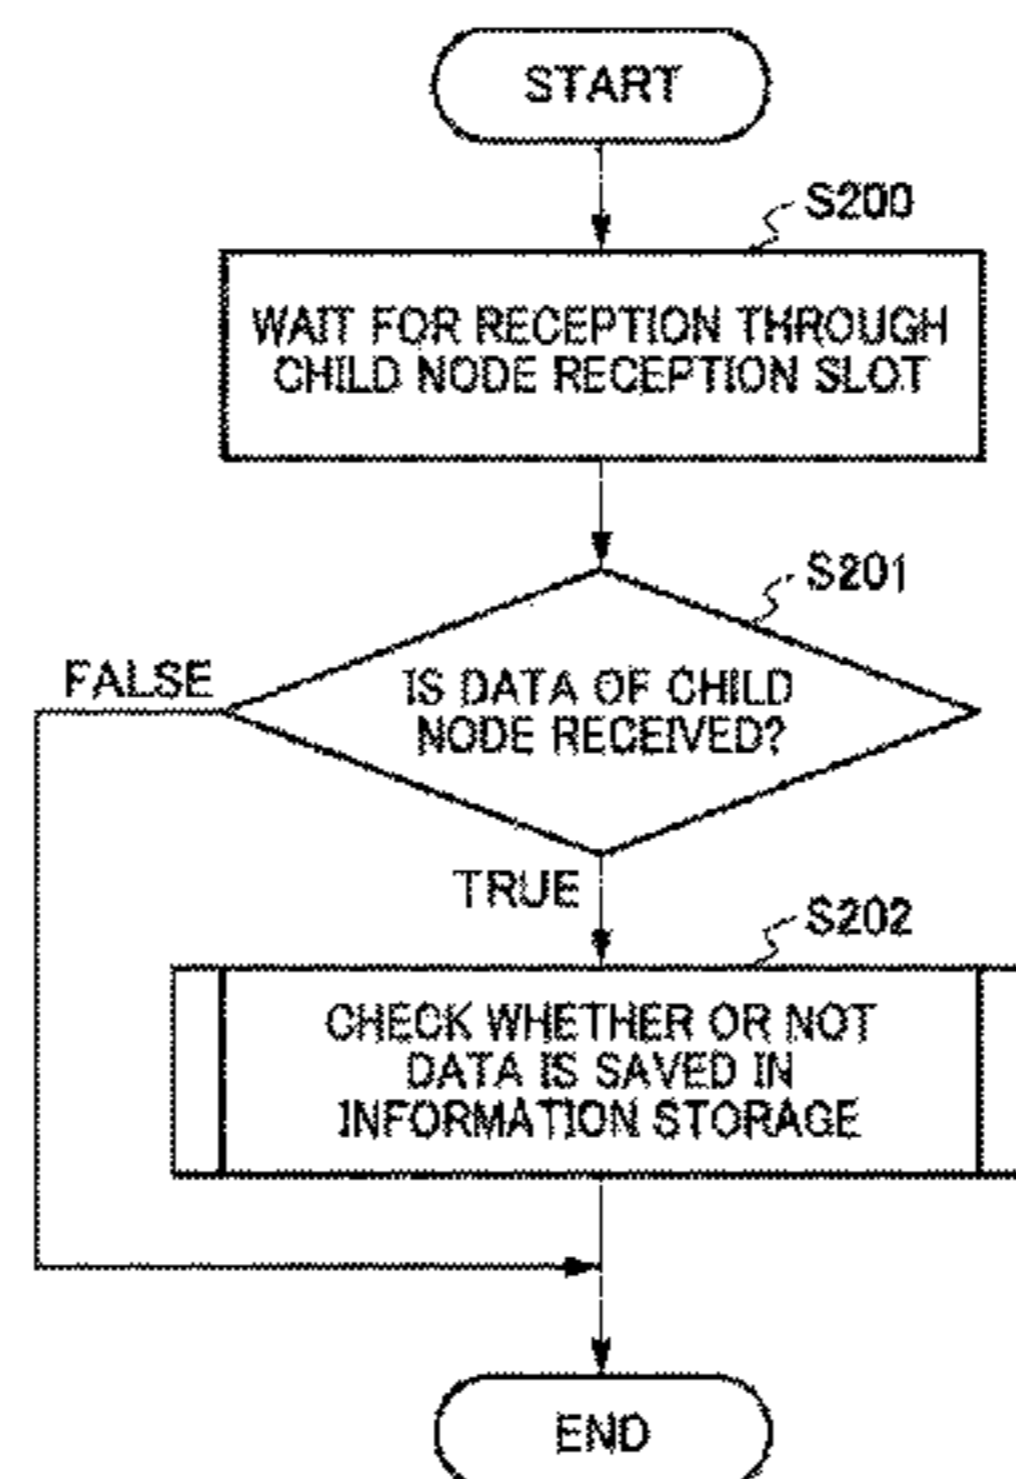 START
S200
WAIT FOR RECEPTION THROUGH
CHILD NODE RECEPTION SLOT
S201
FALSE
IS DATA OF CHILD
NODE RECEIVED?
TRUE
S202
CHECK WHETHER OR NOT
DATA IS SAVED IN
INFORMATION STORAGE
END